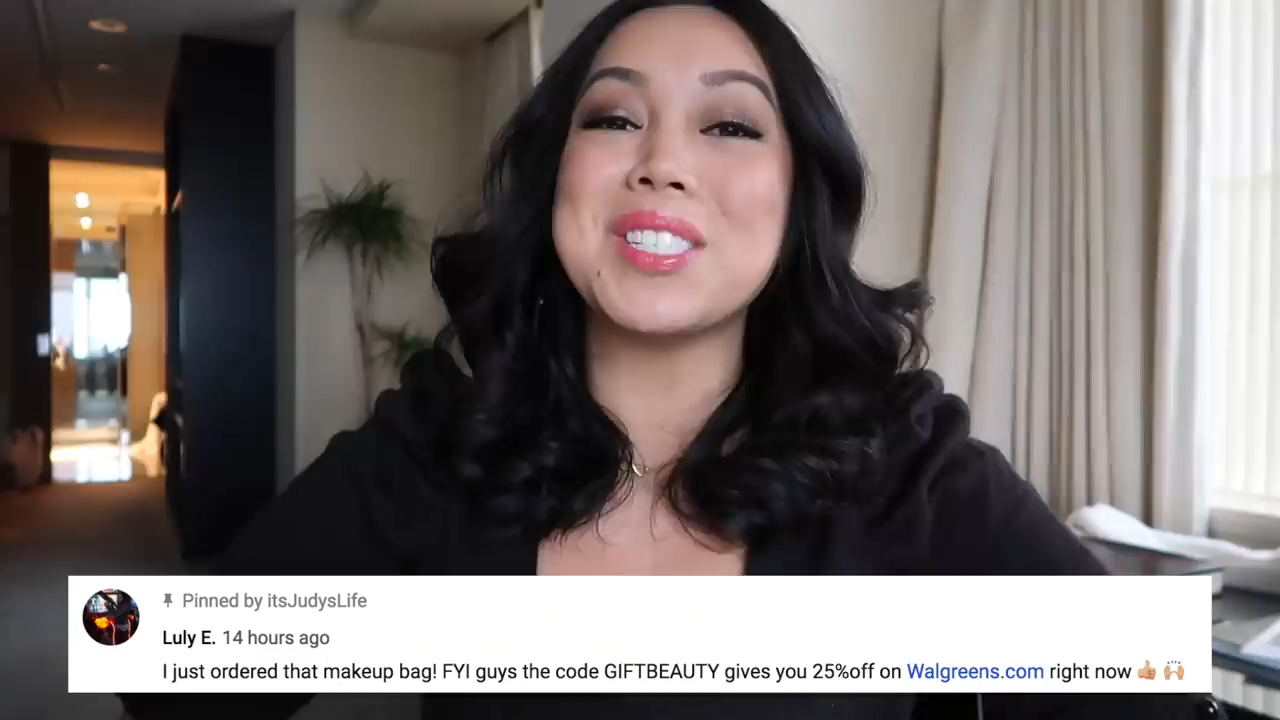 Pinned by itsJudysLife
Luly E. 14 hours ago
I just ordered that makeup bag! FYI guys the code GIFTBEAUTY gives you 25%off on Walgreens.com right now 👍🏼 🙌🏼